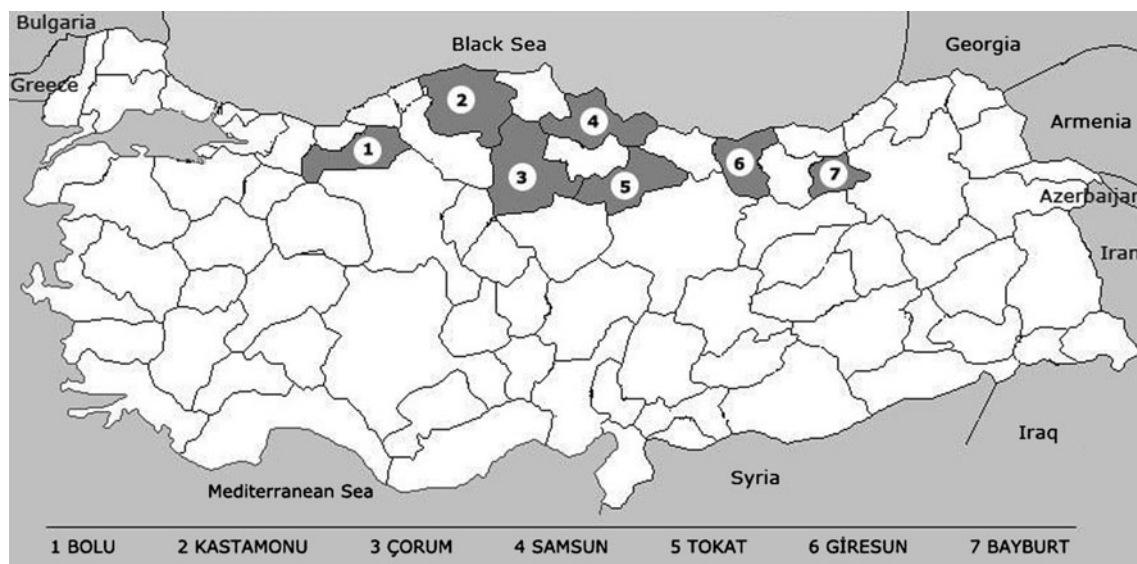 Bulgaria
Black Sea
Georgia
Greece
2
4
Armenia
1
6
3
5
7
Azerbaijan
Iran
Iraq
Syria
Mediterranean Sea
1 BOLU 2 KASTAMONU 3 ÇORUM 4 SAMSUN 5 TOKAT 6 GİRESUN 7 BAYBURT